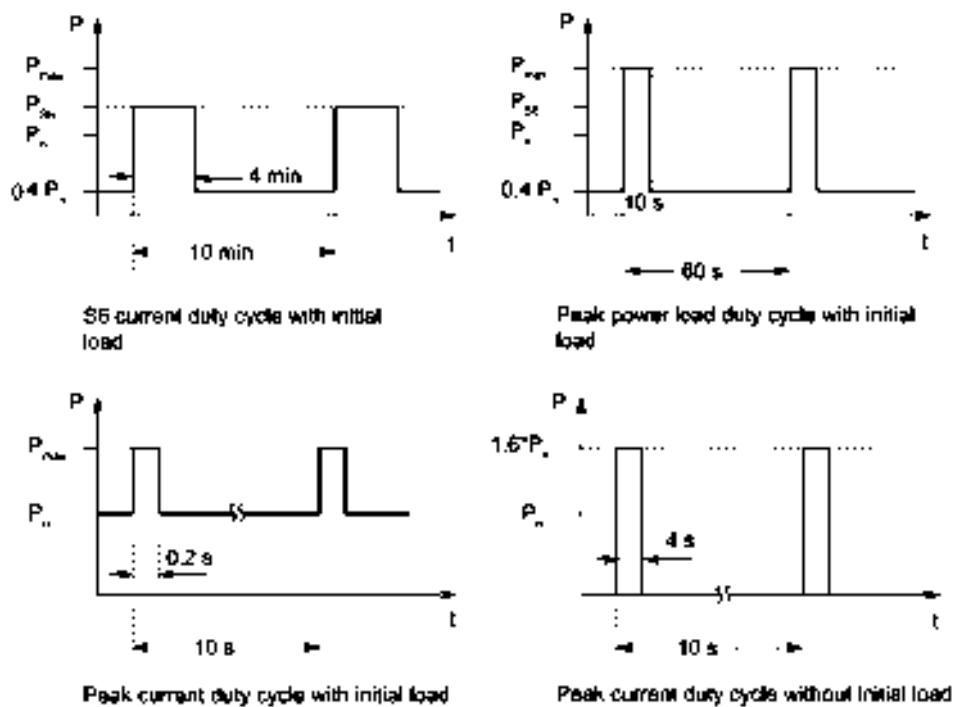 P
P
P
4 min
0.4 P
10 min
S6 current duty cycle with initial
load
P
P
P
P
0.4 P
10 s
t
60 s
Peak power load duty cycle with initial
load
P
P
P
0.2 s
t
10 s
Peak current duty cycle with initial load
P
1.6*P
P
4 s
t
10 s
Peak current duty cycle without initial load